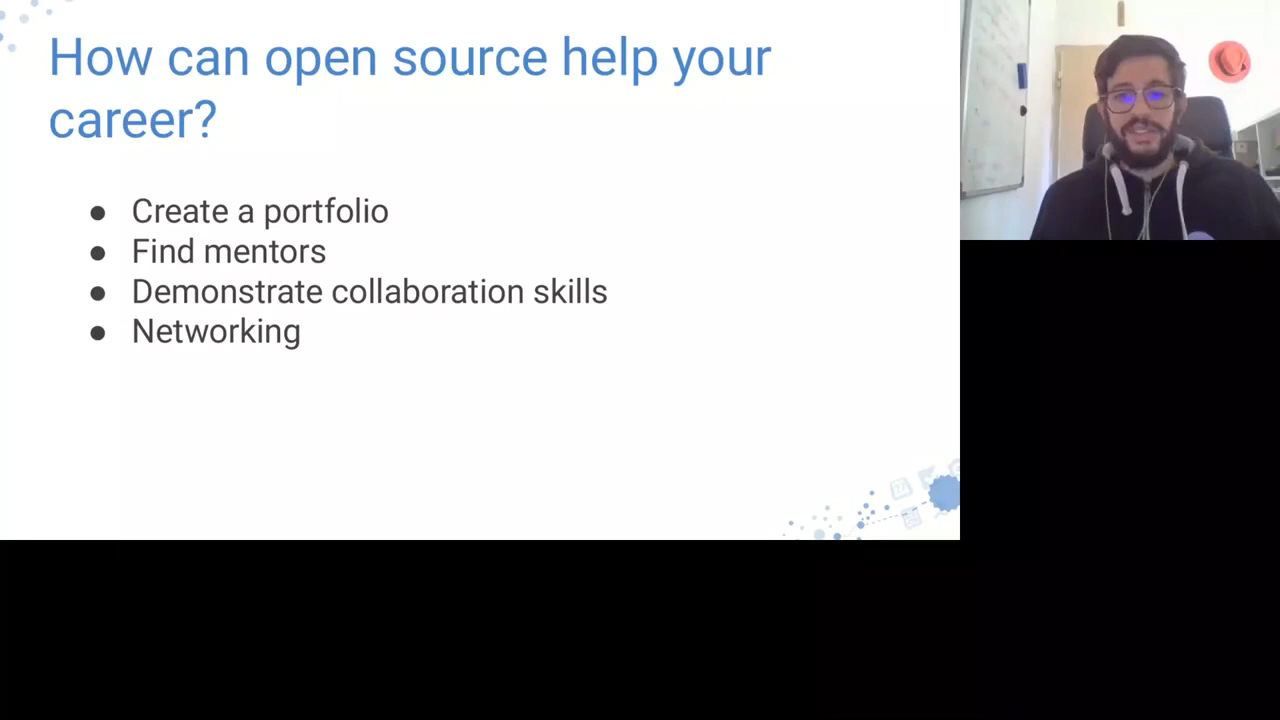 How can open source help your
career?
● Create a portfolio
● Find mentors
● Demonstrate collaboration skills
● Networking